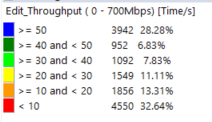 Edit_Throughput ( 0 - 700Mbps) [Time/s]
>= 50 3942 28.28%
>= 40 and < 50 952 6.83%
>= 30 and < 40 1092 7.83%
>= 20 and < 30 1549 11.11%
>= 10 and < 20 1856 13.31%
< 10 4550 32.64%